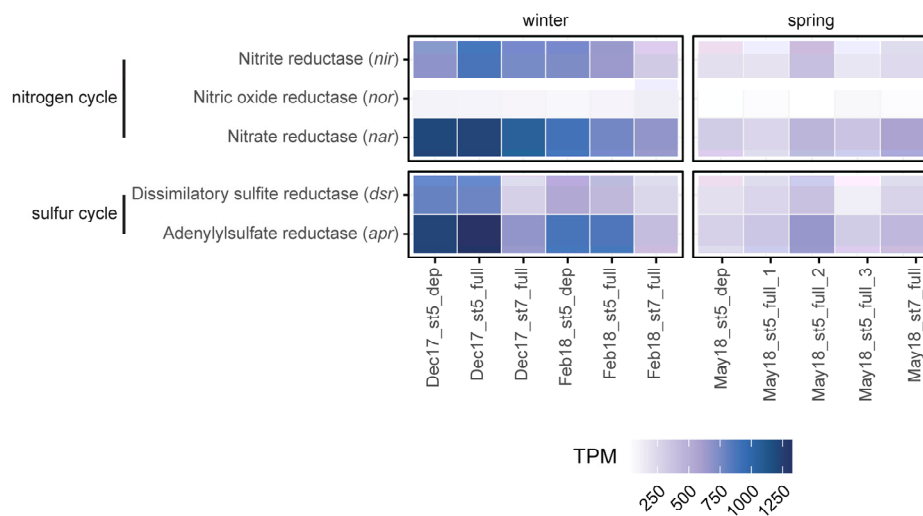 winter
spring
nitrogen cycle
Nitrite reductase (nir)
Nitric oxide reductase (nor)
Nitrate reductase (nar)
sulfur cycle
Dissimilatory sulfite reductase (dsr)
Adenylylsulfate reductase (apr)
Dec17_st5_dep
Dec17_st5_full
Dec17_st7_full
Feb18_st5_dep
Feb18_st5_full
Feb18_st7_full
May18_st5_dep
May18_st5_full_1
May18_st5_full_2
May18_st5_full_3
May18_st7_full
TPM
250
500
750
1000
1250